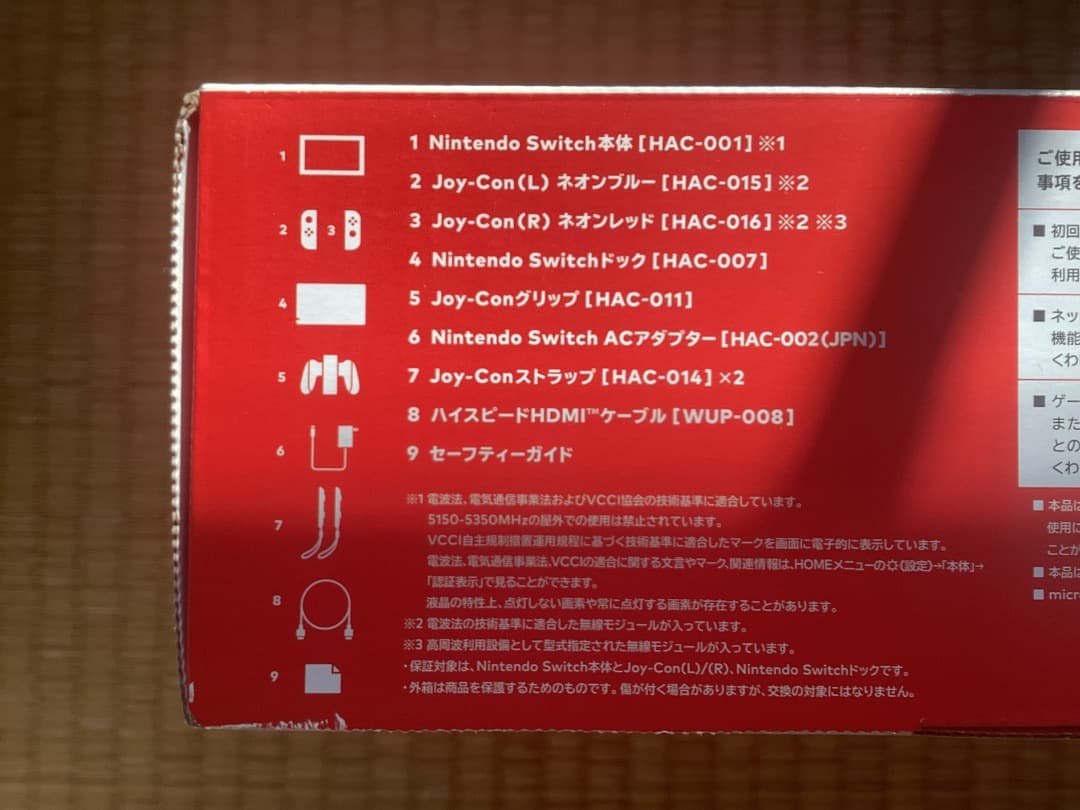 1 Nintendo Switch本体[HAC-001]※1
2 Joy-Con(L) ネオンブルー[HAC-015]※2
3 Joy-Con(R) ネオンレッド[HAC-016]※2 ※3
4 Nintendo Switchドック[HAC-007]
5 Joy-Conグリップ[HAC-011]
6 Nintendo Switch ACアダプター[HAC-002(JPN)]
7 Joy-Conストラップ[HAC-014]×2
8 ハイスピードHDMI™ケーブル[WUP-008]
9 セーフティーガイド
※1 電波法、電気通信事業法およびVCCI協会の技術基準に適合しています。
5150-5350MHzの屋外での使用は禁止されています。
VCCI自主規制措置運用規程に基づく技術基準に適合したマークを画面に電子的に表示しています。
電波法、電気通信事業法、VCCIの適合に関する文言やマーク、関連情報は、HOMEメニューの(設定)→「本体」→
「認証表示」で見ることができます。
液晶の特性上、点灯しない画素や常に点灯する画素が存在することがあります。
※2 電波法の技術基準に適合した無線モジュールが入っています。
※3 高周波利用設備として型式指定された無線モジュールが入っています。
・保証対象は、Nintendo Switch本体とJoy-Con(L)/(R)、Nintendo Switchドックです。
・外箱は商品を保護するためのものです。傷が付く場合がありますが、交換の対象にはなりません。
1
2
3
4
5
6
7
8
9
ご使用
事項を
■ 初回
ご使
利用
■ ネッ
機能
くわ
■ ゲー
また
との
くわ
■ 本品は
使用に
ことが
■ 本品は
■ micr